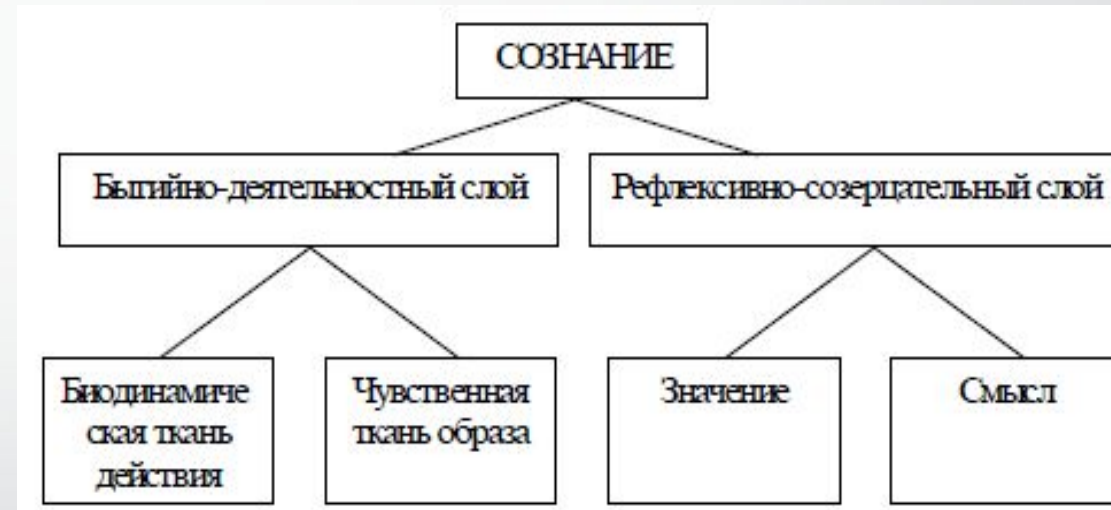 СОЗНАНИЕ
Бытийно-деятельностный слой
Рефлексивно-созерцательный слой
Биодинамиче
ская ткань
действия
Чувственная
ткань образа
Значение
Смысл